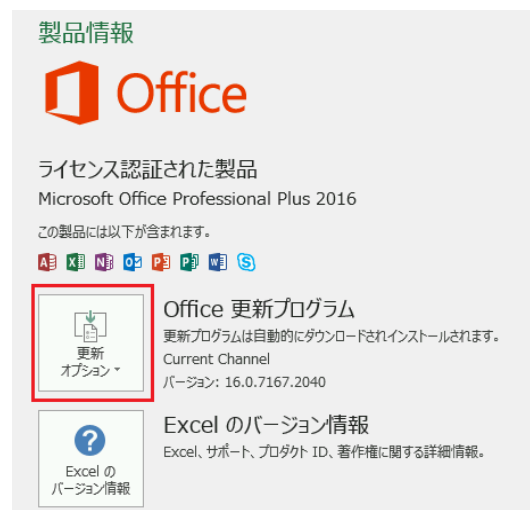 製品情報
Office
ライセンス認証された製品
Microsoft Office Professional Plus 2016
この製品には以下が含まれます。
A X N O P P W S
更新
オプション
Office 更新プログラム
更新プログラムは自動的にダウンロードされインストールされます。
Current Channel
バージョン: 16.0.7167.2040
?
Excel の
バージョン情報
Excel のバージョン情報
Excel、サポート、プロダクト ID、著作権に関する詳細情報。